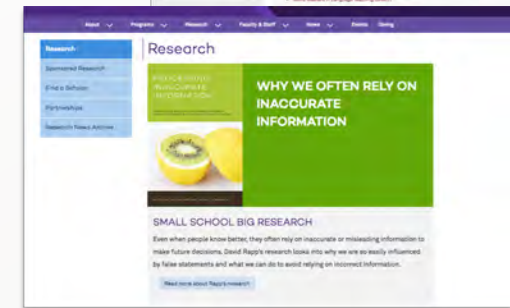 About
Programs
Research
Faculty & Staff
News
Events
Giving
Research
Sponsored Research
Find a Scholar
Partnerships
Research News Archive
Research
INACCURATE
INFORMATION
WHY WE OFTEN RELY ON
INACCURATE
INFORMATION
SMALL SCHOOL BIG RESEARCH
Even when people know better, they often rely on inaccurate or misleading information to
make future decisions. David Rapp's research looks into why we are so easily influenced
by false statements and what we can do to avoid relying on incorrect information.
Read more about Rapp's research